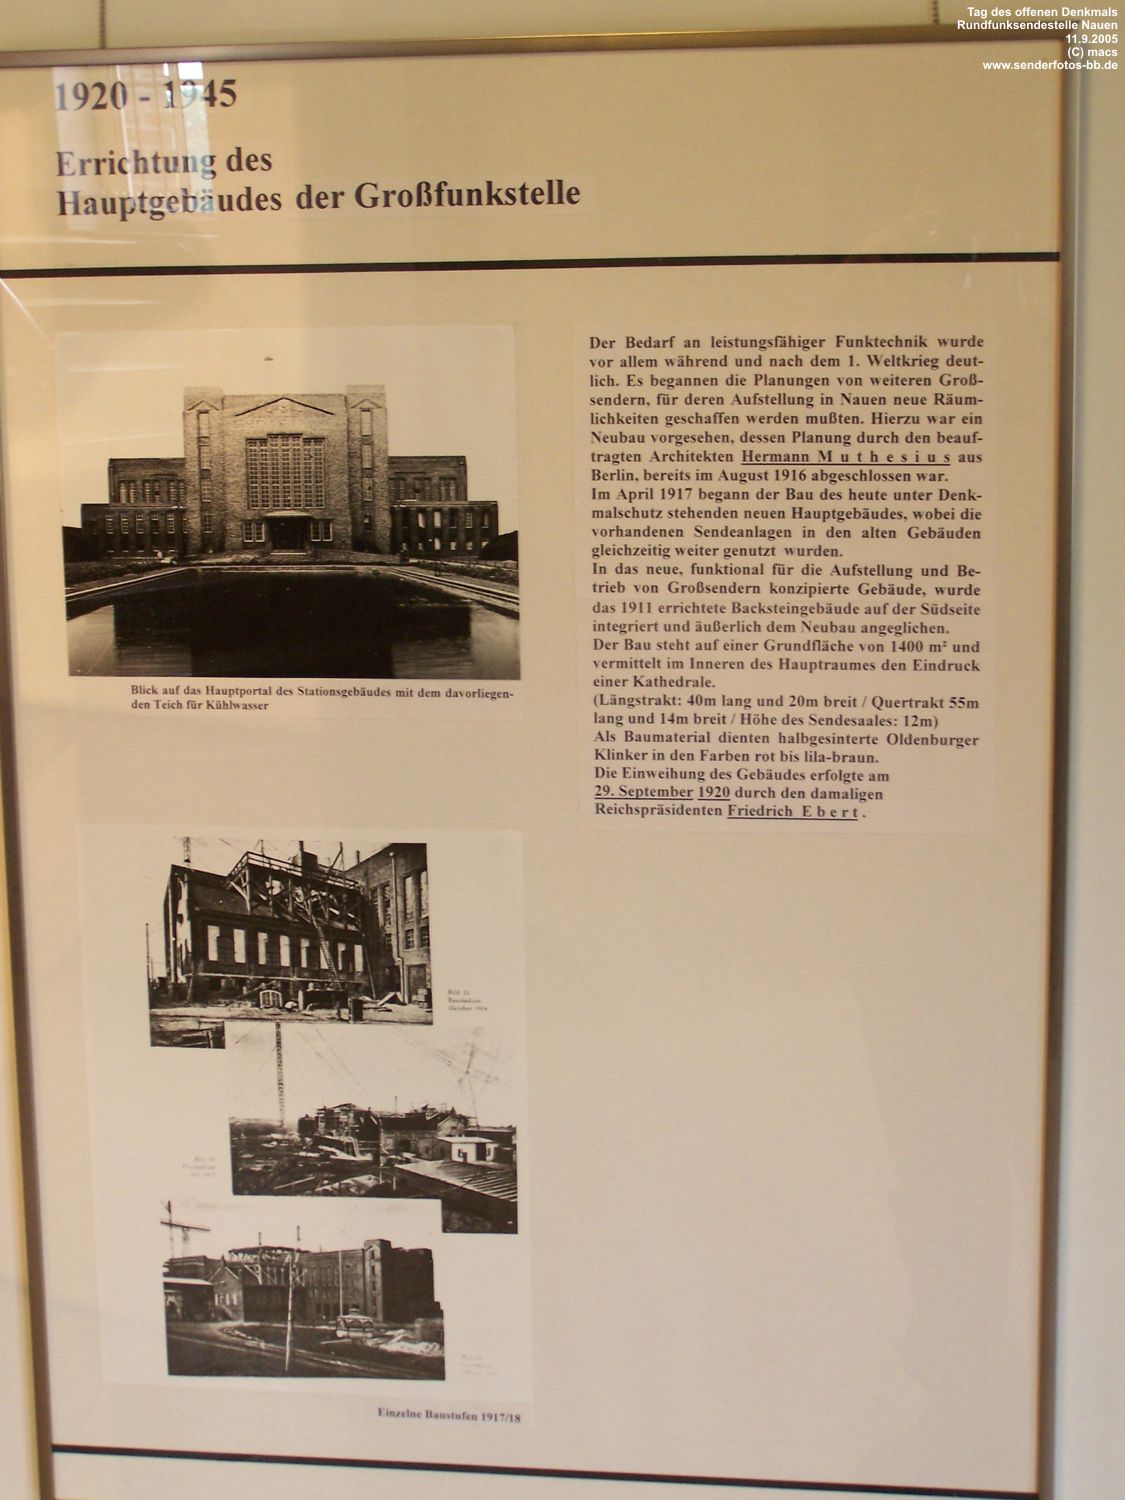 Tag des offenen Denkmals
Rundfunksendestelle Nauen
11.9.2005
(C) macs
www.senderfotos-bb.de
1920 - 1945
Errichtung des
Hauptgebäudes der Großfunkstelle
Der Bedarf an leistungsfähiger Funktechnik wurde
vor allem während und nach dem 1. Weltkrieg deut-
lich. Es begannen die Planungen von weiteren Groß-
sendern, für deren Aufstellung in Nauen neue Räum-
lichkeiten geschaffen werden mußten. Hierzu war ein
Neubau vorgesehen, dessen Planung durch den beauf-
tragten Architekten Hermann M u t h e s i u s aus
Berlin, bereits im August 1916 abgeschlossen war.
Im April 1917 begann der Bau des heute unter Denk-
malschutz stehenden neuen Hauptgebäudes, wobei die
vorhandenen Sendeanlagen in den alten Gebäuden
gleichzeitig weiter genutzt wurden.
In das neue, funktional für die Aufstellung und Be-
trieb von Großsendern konzipierte Gebäude, wurde
das 1911 errichtete Backsteingebäude auf der Südseite
integriert und äußerlich dem Neubau angeglichen.
Der Bau steht auf einer Grundfläche von 1400 m² und
vermittelt im Inneren des Hauptraumes den Eindruck
einer Kathedrale.
(Längstrakt: 40m lang und 20m breit / Quertrakt 55m
lang und 14m breit / Höhe des Sendesaales: 12m)
Als Baumaterial dienten halbgesinterte Oldenburger
Klinker in den Farben rot bis lila-braun.
Die Einweihung des Gebäudes erfolgte am
29. September 1920 durch den damaligen
Reichspräsidenten Friedrich E b e r t .
Blick auf das Hauptportal des Stationsgebäudes mit dem davorliegen-
den Teich für Kühlwasser
Einzelne Baustufen 1917/18